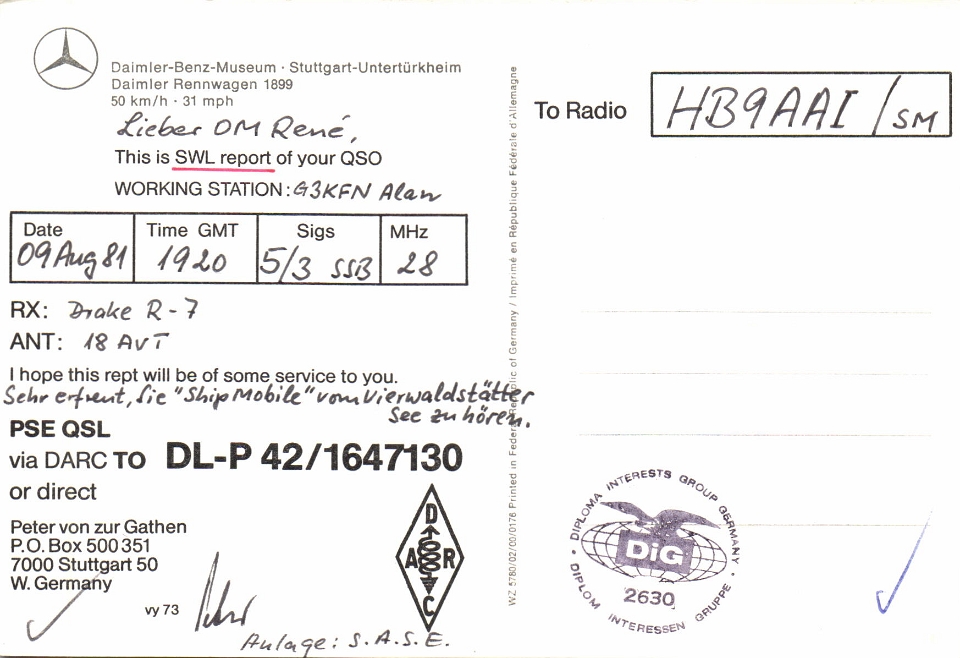 Daimler-Benz-Museum · Stuttgart-Untertürkheim
Daimler Rennwagen 1899
50 km/h · 31 mph
Lieber OM René,
This is SWL report of your QSO
WORKING STATION: G3KFN Alan
Date Time GMT Sigs MHz
09 Aug 81 1920 5/3 SSB 28
RX: Drake R-7
ANT: 18 AVT
I hope this rept will be of some service to you.
Sehr erfreut, Sie "Ship Mobile" vom Vierwaldstätter
See zu hören.
PSE QSL
via DARC TO DL-P 42/1647130
or direct
Peter von zur Gathen
P.O. Box 500 351
7000 Stuttgart 50
W. Germany
vy 73
Anlage: S.A.S.E.
D
A R
C
WZ 5780/02/00/0176 Printed in Federal Republic of Germany / Imprimé en République Fédérale d'Allemagne
To Radio HB9AAI / SM
DIPLOMA INTERESTS GROUP GERMANY
DiG
2630
DIPLOM INTERESSEN GRUPPE